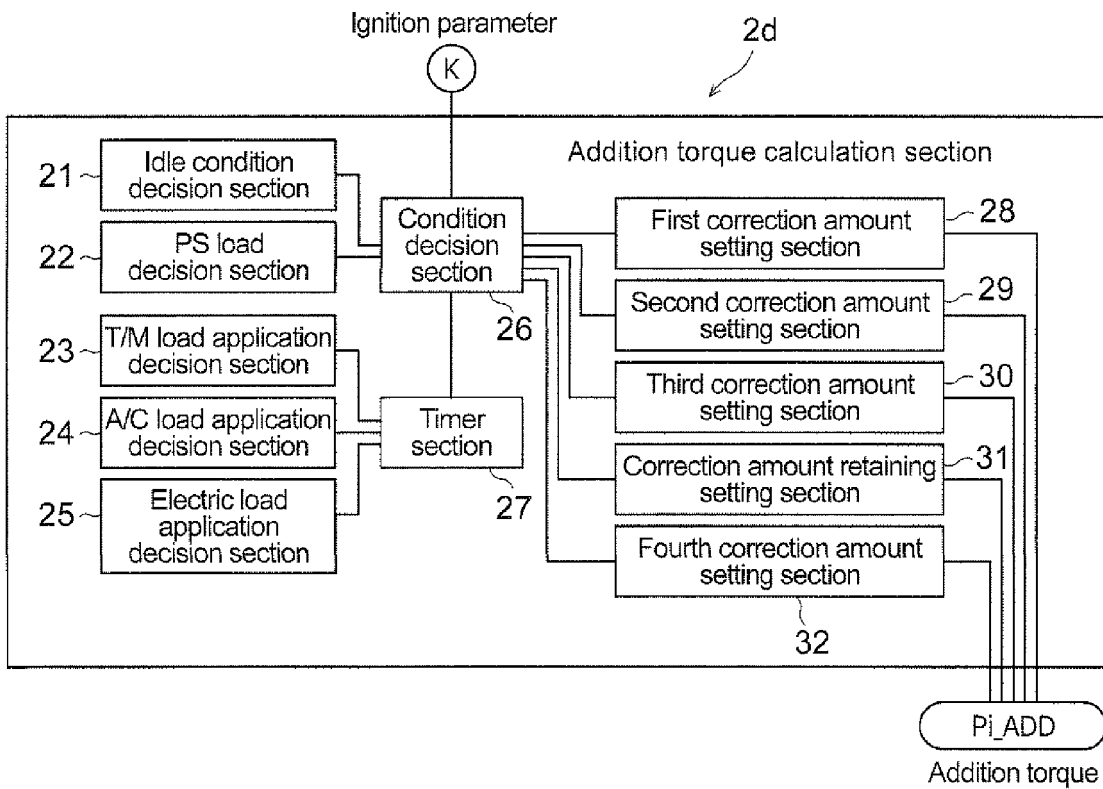 Ignition parameter
K
2d
Addition torque calculation section
21
Idle condition
decision section
22
PS load
decision section
23
T/M load application
decision section
24
A/C load application
decision section
25
Electric load
application
decision section
Condition
decision section
26
Timer
section
27
First correction amount
setting section
28
Second correction amount
setting section
29
Third correction amount
setting section
30
Correction amount retaining
setting section
31
Fourth correction amount
setting section
32
Pi_ADD
Addition torque